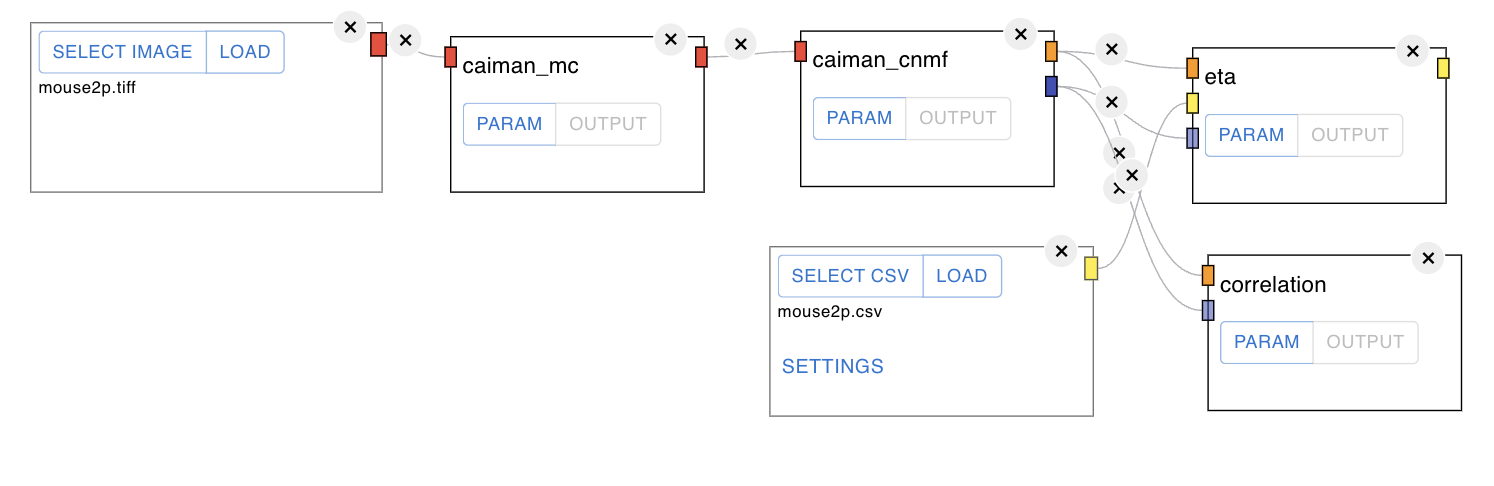 SELECT IMAGE LOAD
mouse2p.tiff
caiman_mc
PARAM OUTPUT
caiman_cnmf
PARAM OUTPUT
eta
PARAM OUTPUT
SELECT CSV LOAD
mouse2p.csv
SETTINGS
correlation
PARAM OUTPUT